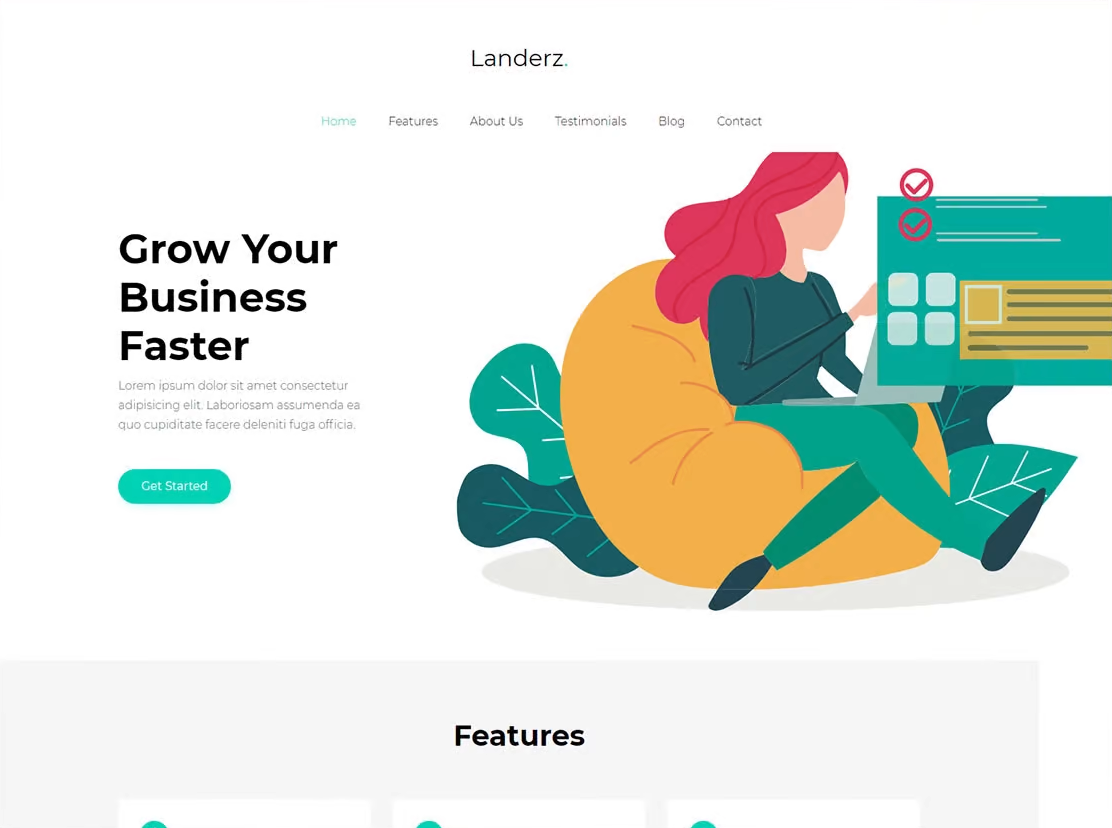 Landerz.
Home Features About Us Testimonials Blog Contact
Grow Your
Business
Faster
Lorem ipsum dolor sit amet consectetur
adipisicing elit. Laboriosam assumenda ea
quo cupiditate facere deleniti fuga officia.
Get Started
Features